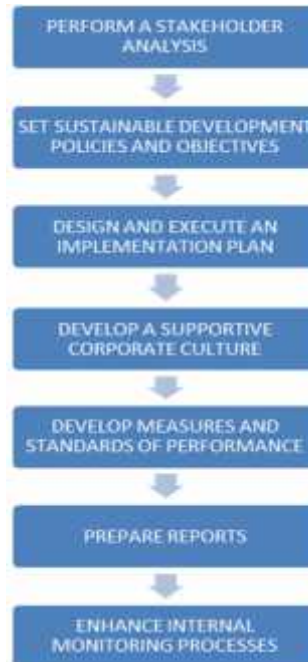 PERFORM A STAKEHOLDER
ANALYSIS
SET SUSTAINABLE DEVELOPMENT
POLICIES AND OBJECTIVES
DESIGN AND EXECUTE AN
IMPLEMENTATION PLAN
DEVELOP A SUPPORTIVE
CORPORATE CULTURE
DEVELOP MEASURES AND
STANDARDS OF PERFORMANCE
PREPARE REPORTS
ENHANCE INTERNAL
MONITORING PROCESSES